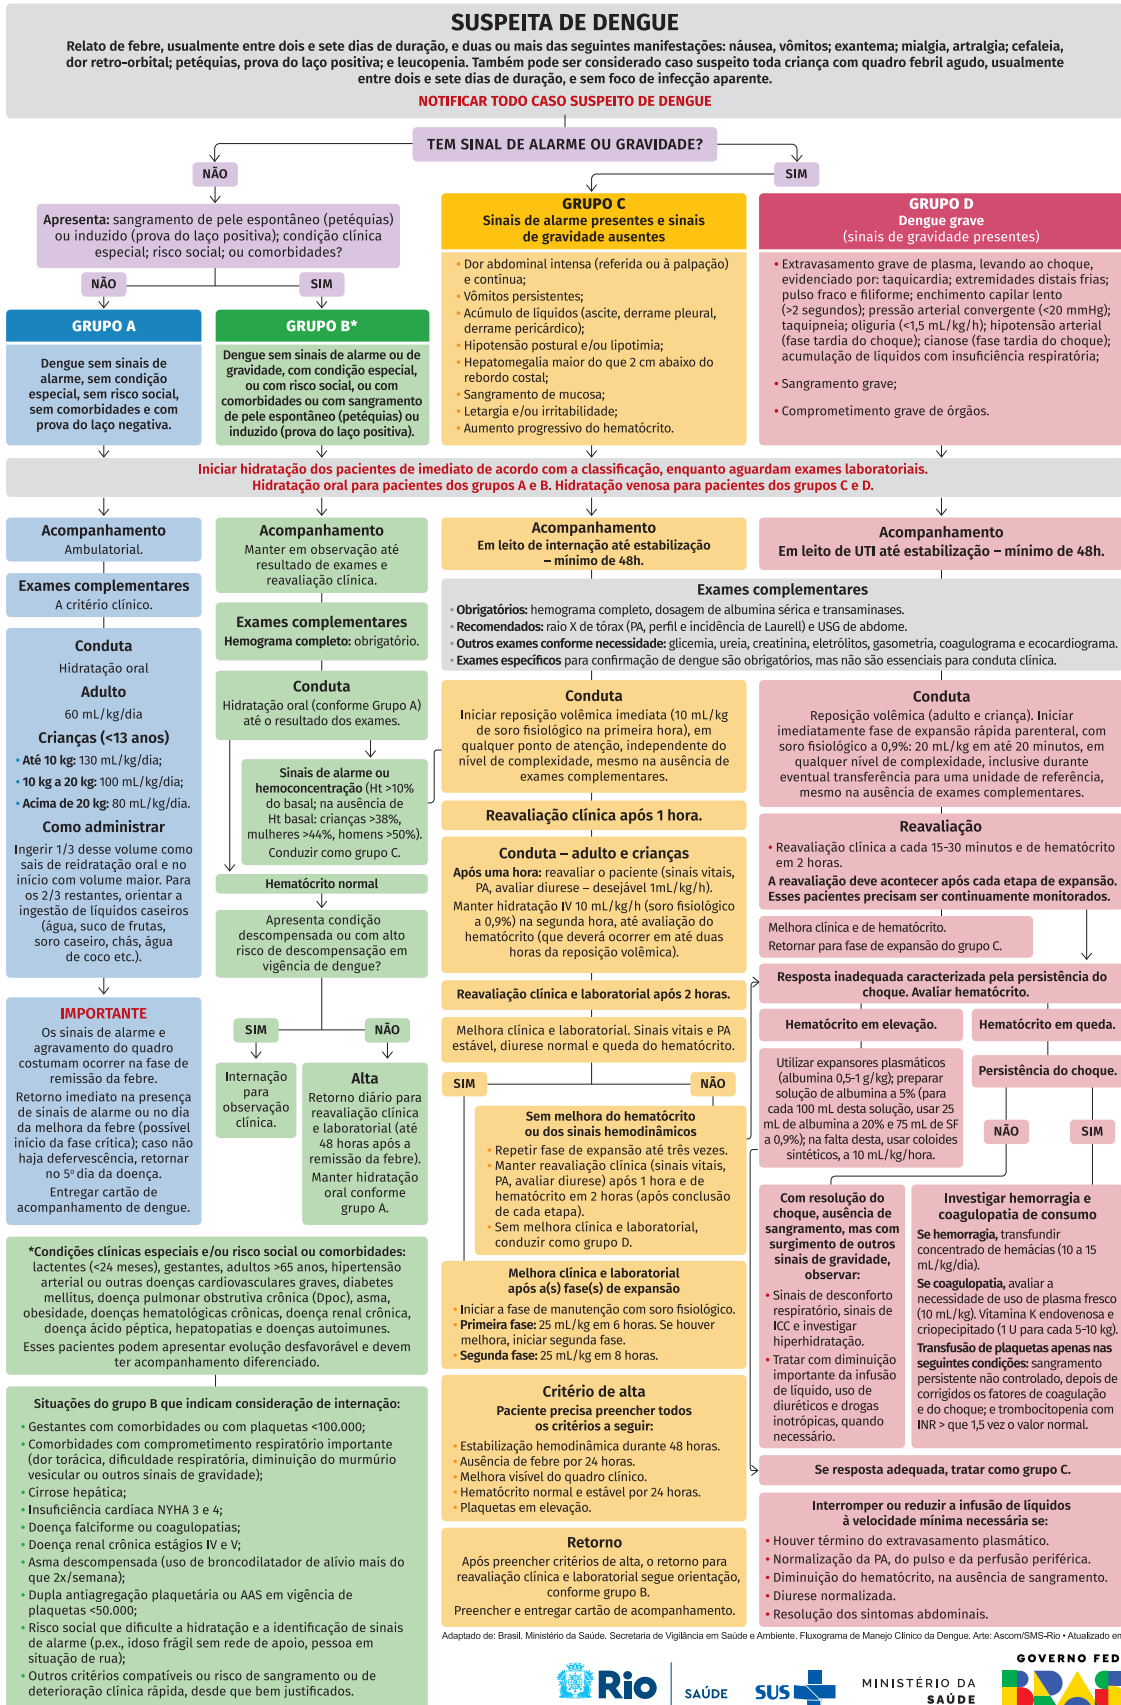 SUSPEITA DE DENGUE
Relato de febre, usualmente entre dois e sete dias de duração, e duas ou mais das seguintes manifestações: náusea, vômitos; exantema; mialgia, artralgia; cefaleia,
dor retro-orbital; petéquias, prova do laço positiva; e leucopenia. Também pode ser considerado caso suspeito toda criança com quadro febril agudo, usualmente
entre dois e sete dias de duração, e sem foco de infecção aparente.
NOTIFICAR TODO CASO SUSPEITO DE DENGUE
TEM SINAL DE ALARME OU GRAVIDADE?
NÃO
SIM
Apresenta: sangramento de pele espontâneo (petéquias)
ou induzido (prova do laço positiva); condição clínica
especial; risco social; ou comorbidades?
NÃO
SIM
GRUPO A
Dengue sem sinais de
alarme, sem condição
especial, sem risco social,
sem comorbidades e com
prova do laço negativa.
GRUPO B*
Dengue sem sinais de alarme ou de
gravidade, com condição especial,
ou com risco social, ou com
comorbidades ou com sangramento
de pele espontâneo (petéquias) ou
induzido (prova do laço positiva).
GRUPO C
Sinais de alarme presentes e sinais
de gravidade ausentes
• Dor abdominal intensa (referida ou à palpação)
e contínua;
• Vômitos persistentes;
• Acúmulo de líquidos (ascite, derrame pleural,
derrame pericárdico);
• Hipotensão postural e/ou lipotimia;
• Hepatomegalia maior do que 2 cm abaixo do
rebordo costal;
• Sangramento de mucosa;
• Letargia e/ou irritabilidade;
• Aumento progressivo do hematócrito.
GRUPO D
Dengue grave
(sinais de gravidade presentes)
• Extravasamento grave de plasma, levando ao choque,
evidenciado por: taquicardia; extremidades distais frias;
pulso fraco e filiforme; enchimento capilar lento
(>2 segundos); pressão arterial convergente (<20 mmHg);
taquipneia; oliguria (<1,5 mL/kg/h); hipotensão arterial
(fase tardia do choque); cianose (fase tardia do choque);
acumulação de líquidos com insuficiência respiratória;
• Sangramento grave;
• Comprometimento grave de órgãos.
Iniciar hidratação dos pacientes de imediato de acordo com a classificação, enquanto aguardam exames laboratoriais.
Hidratação oral para pacientes dos grupos A e B. Hidratação venosa para pacientes dos grupos C e D.
Acompanhamento
Ambulatorial.
Exames complementares
A critério clínico.
Conduta
Hidratação oral
Adulto
60 mL/kg/dia
Crianças (<13 anos)
• Até 10 kg: 130 mL/kg/dia;
• 10 kg a 20 kg: 100 mL/kg/dia;
• Acima de 20 kg: 80 mL/kg/dia.
Como administrar
Ingerir 1/3 desse volume como
sais de reidratação oral e no
início com volume maior. Para
os 2/3 restantes, orientar a
ingestão de líquidos caseiros
(água, suco de frutas,
soro caseiro, chás, água
de coco etc.).
IMPORTANTE
Os sinais de alarme e
agravamento do quadro
costumam ocorrer na fase de
remissão da febre.
Retorno imediato na presença
de sinais de alarme ou no dia
da melhora da febre (possível
início da fase crítica); caso não
haja defervescência, retornar
no 5º dia da doença.
Entregar cartão de
acompanhamento de dengue.
Acompanhamento
Manter em observação até
resultado de exames e
reavaliação clínica.
Exames complementares
Hemograma completo: obrigatório.
Conduta
Hidratação oral (conforme Grupo A)
até o resultado dos exames.
Sinais de alarme ou
hemoconcentração (Ht >10%
do basal; na ausência de
Ht basal: crianças >38%,
mulheres >44%, homens >50%).
Conduzir como grupo C.
Hematócrito normal
Apresenta condição
descompensada ou com alto
risco de descompensação em
vigência de dengue?
SIM
NÃO
Internação
para
observação
clínica.
Alta
Retorno diário para
reavaliação clínica
e laboratorial (até
48 horas após a
remissão da febre).
Manter hidratação
oral conforme
grupo A.
*Condições clínicas especiais e/ou risco social ou comorbidades:
lactentes (<24 meses), gestantes, adultos >65 anos, hipertensão
arterial ou outras doenças cardiovasculares graves, diabetes
mellitus, doença pulmonar obstrutiva crônica (Dpoc), asma,
obesidade, doenças hematológicas crônicas, doença renal crônica,
doença ácido péptica, hepatopatias e doenças autoimunes.
Esses pacientes podem apresentar evolução desfavorável e devem
ter acompanhamento diferenciado.
Situações do grupo B que indicam consideração de internação:
• Gestantes com comorbidades ou com plaquetas <100.000;
• Comorbidades com comprometimento respiratório importante
(dor torácica, dificuldade respiratória, diminuição do murmúrio
vesicular ou outros sinais de gravidade);
• Cirrose hepática;
• Insuficiência cardíaca NYHA 3 e 4;
• Doença falciforme ou coagulopatias;
• Doença renal crônica estágios IV e V;
• Asma descompensada (uso de broncodilatador de alívio mais do
que 2x/semana);
• Dupla antiagregação plaquetária ou AAS em vigência de
plaquetas <50.000;
• Risco social que dificulte a hidratação e a identificação de sinais
de alarme (p.ex., idoso frágil sem rede de apoio, pessoa em
situação de rua);
• Outros critérios compatíveis ou risco de sangramento ou de
deterioração clínica rápida, desde que bem justificados.
Acompanhamento
Em leito de internação até estabilização
– mínimo de 48h.
Acompanhamento
Em leito de UTI até estabilização – mínimo de 48h.
Exames complementares
• Obrigatórios: hemograma completo, dosagem de albumina sérica e transaminases.
• Recomendados: raio X de tórax (PA, perfil e incidência de Laurell) e USG de abdome.
• Outros exames conforme necessidade: glicemia, ureia, creatinina, eletrólitos, gasometria, coagulograma e ecocardiograma.
• Exames específicos para confirmação de dengue são obrigatórios, mas não são essenciais para conduta clínica.
Conduta
Iniciar reposição volêmica imediata (10 mL/kg
de soro fisiológico na primeira hora), em
qualquer ponto de atenção, independente do
nível de complexidade, mesmo na ausência de
exames complementares.
Reavaliação clínica após 1 hora.
Conduta – adulto e crianças
Após uma hora: reavaliar o paciente (sinais vitais,
PA, avaliar diurese – desejável 1mL/kg/h).
Manter hidratação IV 10 mL/kg/h (soro fisiológico
a 0,9%) na segunda hora, até avaliação do
hematócrito (que deverá ocorrer em até duas
horas da reposição volêmica).
Reavaliação clínica e laboratorial após 2 horas.
Melhora clínica e laboratorial. Sinais vitais e PA
estável, diurese normal e queda do hematócrito.
SIM
NÃO
Sem melhora do hematócrito
ou dos sinais hemodinâmicos
• Repetir fase de expansão até três vezes.
• Manter reavaliação clínica (sinais vitais,
PA, avaliar diurese) após 1 hora e de
hematócrito em 2 horas (após conclusão
de cada etapa).
• Sem melhora clínica e laboratorial,
conduzir como grupo D.
Melhora clínica e laboratorial
após a(s) fase(s) de expansão
• Iniciar a fase de manutenção com soro fisiológico.
• Primeira fase: 25 mL/kg em 6 horas. Se houver
melhora, iniciar segunda fase.
• Segunda fase: 25 mL/kg em 8 horas.
Critério de alta
Paciente precisa preencher todos
os critérios a seguir:
• Estabilização hemodinâmica durante 48 horas.
• Ausência de febre por 24 horas.
• Melhora visível do quadro clínico.
• Hematócrito normal e estável por 24 horas.
• Plaquetas em elevação.
Retorno
Após preencher critérios de alta, o retorno para
reavaliação clínica e laboratorial segue orientação,
conforme grupo B.
Preencher e entregar cartão de acompanhamento.
Conduta
Reposição volêmica (adulto e criança). Iniciar
imediatamente fase de expansão rápida parenteral, com
soro fisiológico a 0,9%: 20 mL/kg em até 20 minutos, em
qualquer nível de complexidade, inclusive durante
eventual transferência para uma unidade de referência,
mesmo na ausência de exames complementares.
Reavaliação
• Reavaliação clínica a cada 15-30 minutos e de hematócrito
em 2 horas.
A reavaliação deve acontecer após cada etapa de expansão.
Esses pacientes precisam ser continuamente monitorados.
Melhora clínica e de hematócrito.
Retornar para fase de expansão do grupo C.
Resposta inadequada caracterizada pela persistência do
choque. Avaliar hematócrito.
Hematócrito em elevação.
Hematócrito em queda.
Utilizar expansores plasmáticos
(albumina 0,5-1 g/kg); preparar
solução de albumina a 5% (para
cada 100 mL desta solução, usar 25
mL de albumina a 20% e 75 mL de SF
a 0,9%); na falta desta, usar coloides
sintéticos, a 10 mL/kg/hora.
Persistência do choque.
NÃO
SIM
Com resolução do
choque, ausência de
sangramento, mas com
surgimento de outros
sinais de gravidade,
observar:
• Sinais de desconforto
respiratório, sinais de
ICC e investigar
hiperhidratação.
• Tratar com diminuição
importante da infusão
de líquido, uso de
diuréticos e drogas
inotrópicas, quando
necessário.
Investigar hemorragia e
coagulopatia de consumo
Se hemorragia, transfundir
concentrado de hemácias (10 a 15
mL/kg/dia).
Se coagulopatia, avaliar a
necessidade de uso de plasma fresco
(10 mL/kg). Vitamina K endovenosa e
criopecipitado (1 U para cada 5-10 kg).
Transfusão de plaquetas apenas nas
seguintes condições: sangramento
persistente não controlado, depois de
corrigidos os fatores de coagulação
e do choque; e trombocitopenia com
INR > que 1,5 vez o valor normal.
Se resposta adequada, tratar como grupo C.
Interromper ou reduzir a infusão de líquidos
à velocidade mínima necessária se:
• Houver término do extravasamento plasmático.
• Normalização da PA, do pulso e da perfusão periférica.
• Diminuição do hematócrito, na ausência de sangramento.
• Diurese normalizada.
• Resolução dos sintomas abdominais.
Adaptado de: Brasil. Ministério da Saúde. Secretaria de Vigilância em Saúde e Ambiente. Fluxograma de Manejo Clínico da Dengue. Arte: Ascom/SMS-Rio • Atualizado em
Rio
SAÚDE
SUS
MINISTÉRIO DA
SAÚDE
GOVERNO FED